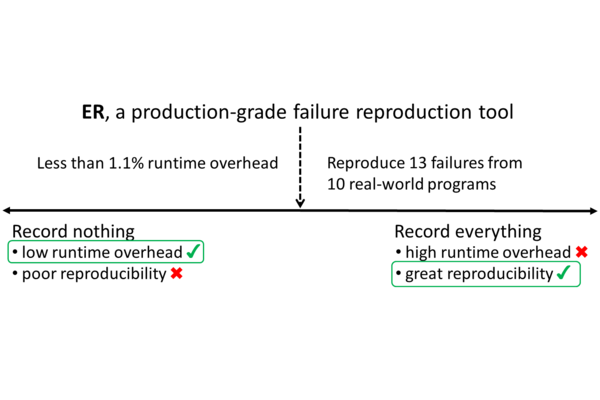 ER, a production-grade failure reproduction tool
Less than 1.1% runtime overhead
Reproduce 13 failures from
10 real-world programs
Record nothing
• low runtime overhead ✓
• poor reproducibility ✖
Record everything
• high runtime overhead ✖
• great reproducibility ✓